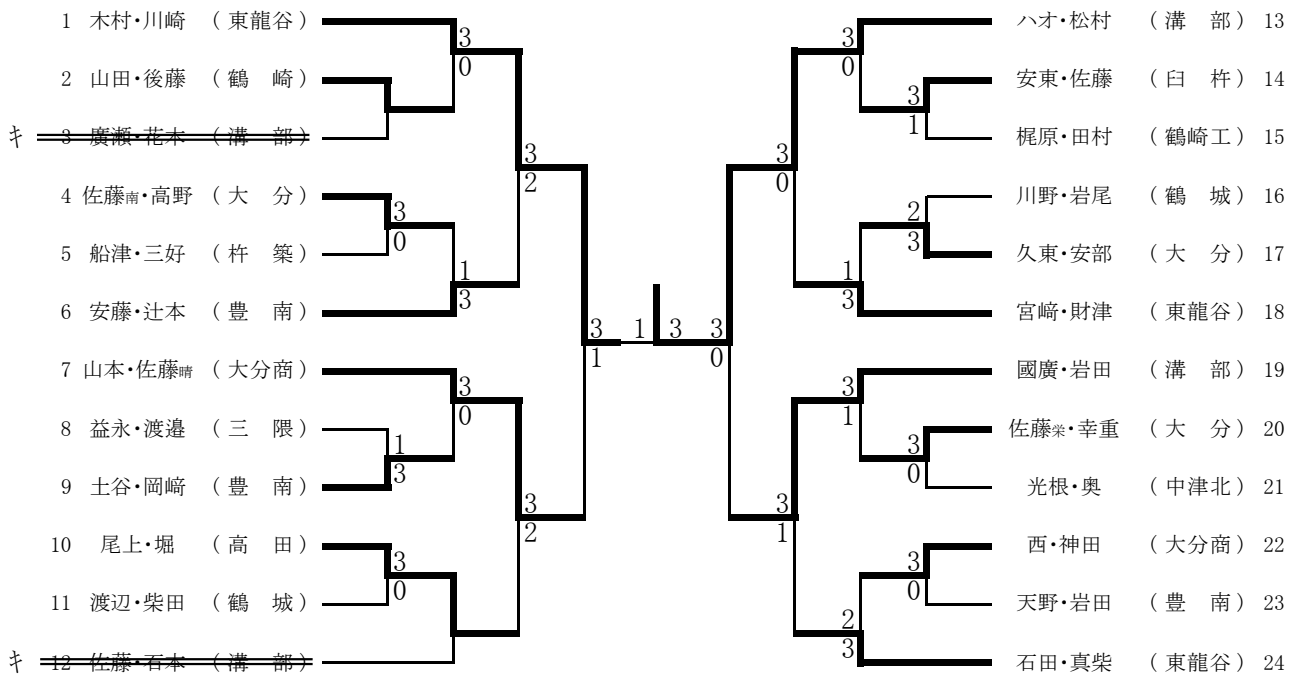 1 木村・川崎 （東龍谷）
3
0
2 山田・後藤 （鶴　崎）
キ 3 廣瀬・花木 （溝　部）
3
2
4 佐藤南・高野 （大　分）
3
0
5 船津・三好 （杵　築）
1
3
6 安藤・辻本 （豊　南）
3
1
7 山本・佐藤晴 （大分商）
3
0
8 益永・渡邉 （三　隈）
1
3
9 土谷・岡﨑 （豊　南）
3
2
10 尾上・堀 （高　田）
3
0
11 渡辺・柴田 （鶴　城）
キ 12 佐藤・石本 （溝　部）
1 3
ハオ・松村 （溝　部） 13
3
0
安東・佐藤 （臼　杵） 14
3
1
梶原・田村 （鶴崎工） 15
3
0
川野・岩尾 （鶴　城） 16
2
3
久東・安部 （大　分） 17
1
3
宮﨑・財津 （東龍谷） 18
3
0
國廣・岩田 （溝　部） 19
3
1
佐藤栄・幸重 （大　分） 20
3
0
光根・奥 （中津北） 21
3
1
西・神田 （大分商） 22
3
0
天野・岩田 （豊　南） 23
2
3
石田・真柴 （東龍谷） 24